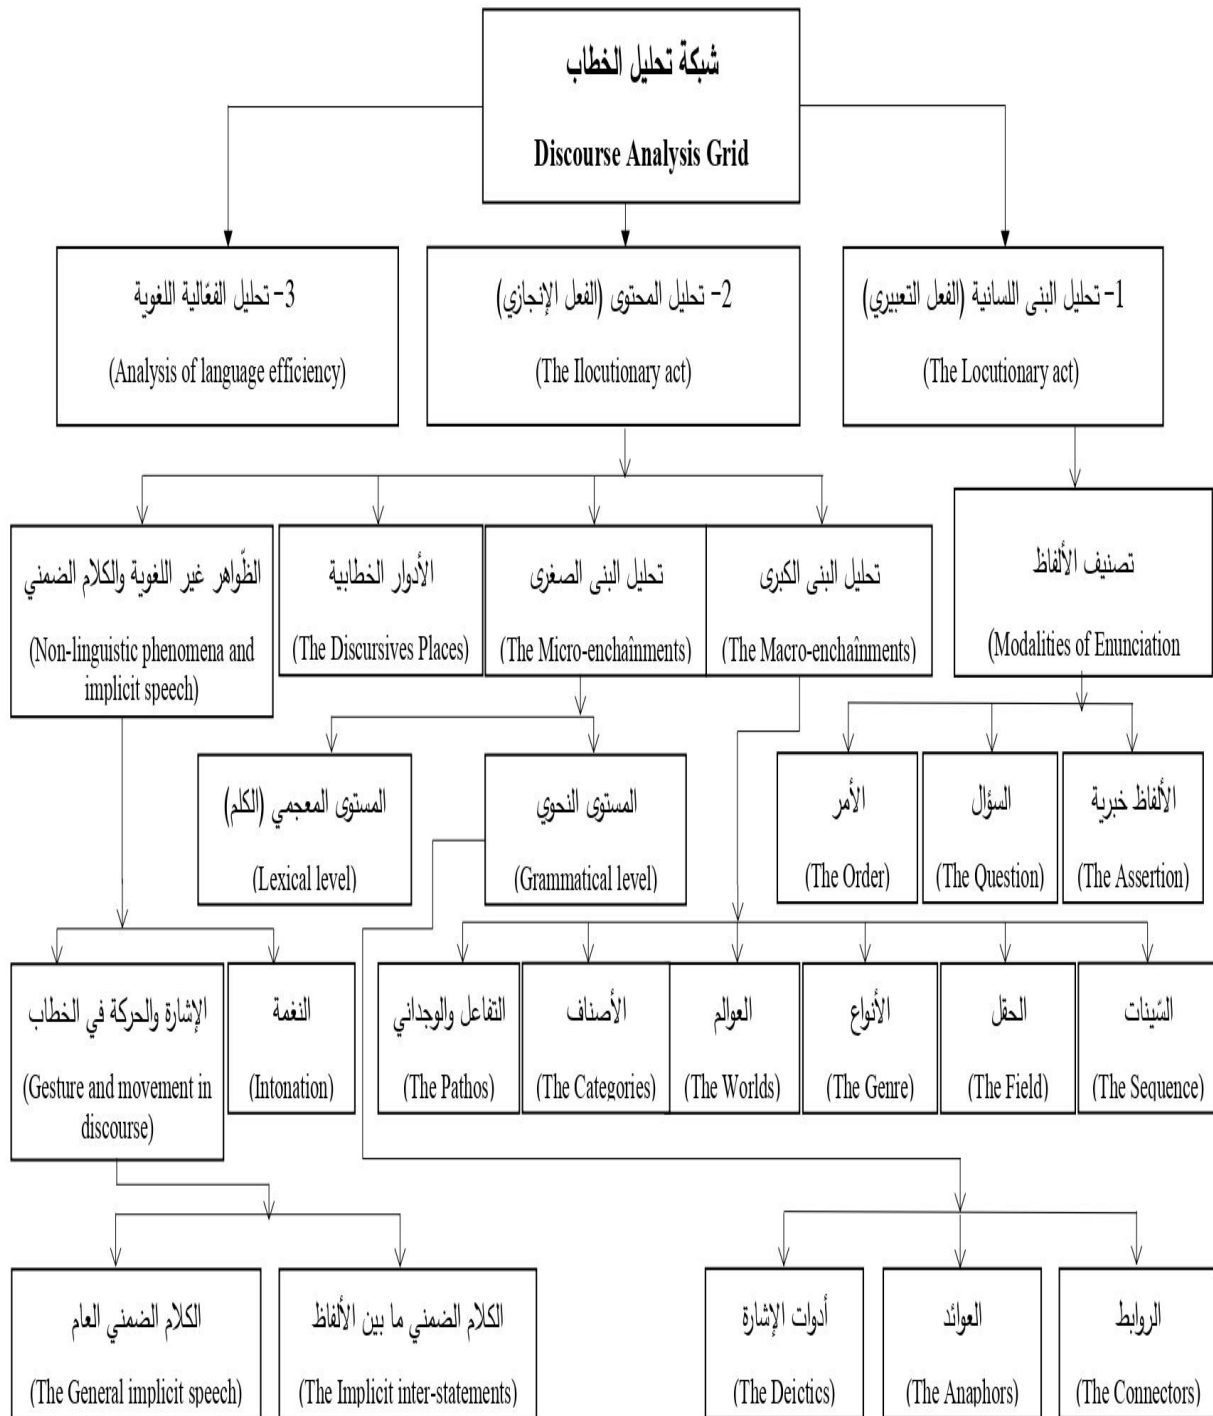 شبكة تحليل الخطاب
Discourse Analysis Grid
1- تحليل البنى اللسانية (الفعل التعبيري)
(The Locutionary act)
2- تحليل المحتوى (الفعل الإنجازي)
(The Ilocutionary act)
3- تحليل الفعّالية اللغوية
(Analysis of language efficiency)
تصنيف الألفاظ
(Modalities of Enunciation
تحليل البنى الكبرى
(The Macro-enchaînments)
تحليل البنى الصغرى
(The Micro-enchaînments)
الأدوار الخطابية
(The Discursives Places)
الظّواهر غير اللغوية والكلام الضمني
(Non-linguistic phenomena and
implicit speech)
الألفاظ خبرية
(The Assertion)
السؤال
(The Question)
الأمر
(The Order)
المستوى النحوي
(Grammatical level)
المستوى المعجمي (الكلم)
(Lexical level)
السّينات
(The Sequence)
الحقل
(The Field)
الأنواع
(The Genre)
العوالم
(The Worlds)
الأصناف
(The Categories)
التفاعل والوجداني
(The Pathos)
النغمة
(Intonation)
الإشارة والحركة في الخطاب
(Gesture and movement in
discourse)
الروابط
(The Connectors)
العوائد
(The Anaphors)
أدوات الإشارة
(The Deictics)
الكلام الضمني ما بين الألفاظ
(The Implicit inter-statements)
الكلام الضمني العام
(The General implicit speech)